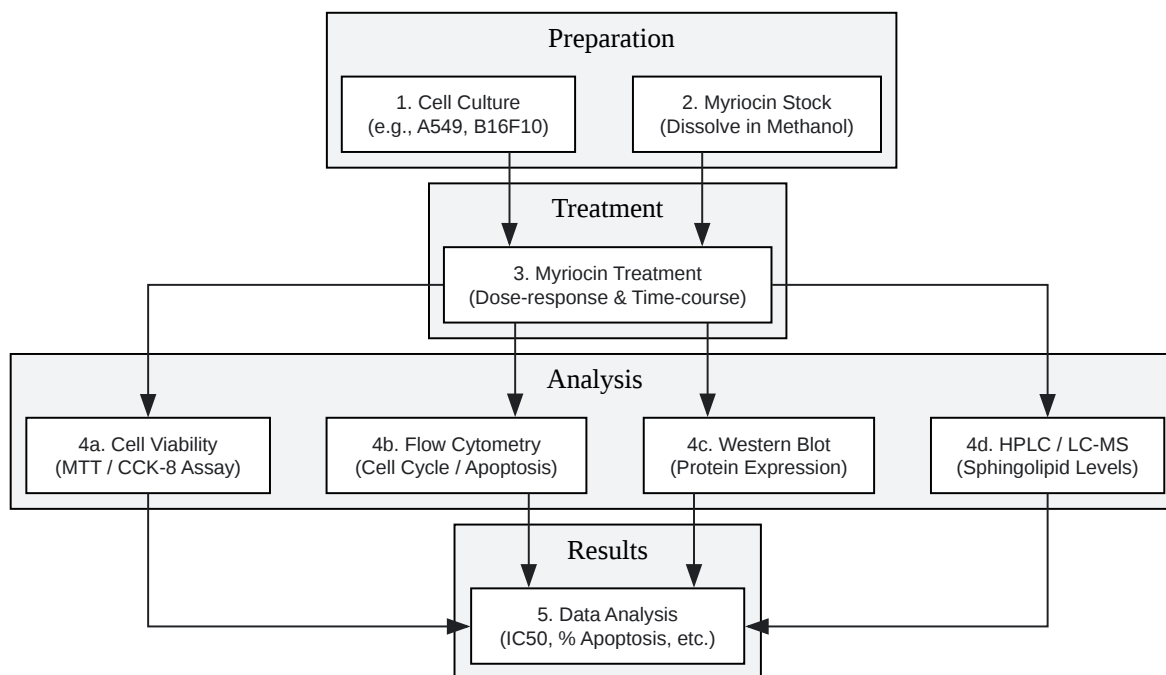 Preparation
1. Cell Culture
(e.g., A549, B16F10)
2. Myriocin Stock
(Dissolve in Methanol)
Treatment
3. Myriocin Treatment
(Dose-response & Time-course)
Analysis
4a. Cell Viability
(MTT / CCK-8 Assay)
4b. Flow Cytometry
(Cell Cycle / Apoptosis)
4c. Western Blot
(Protein Expression)
4d. HPLC / LC-MS
(Sphingolipid Levels)
Results
5. Data Analysis
(IC50, % Apoptosis, etc.)